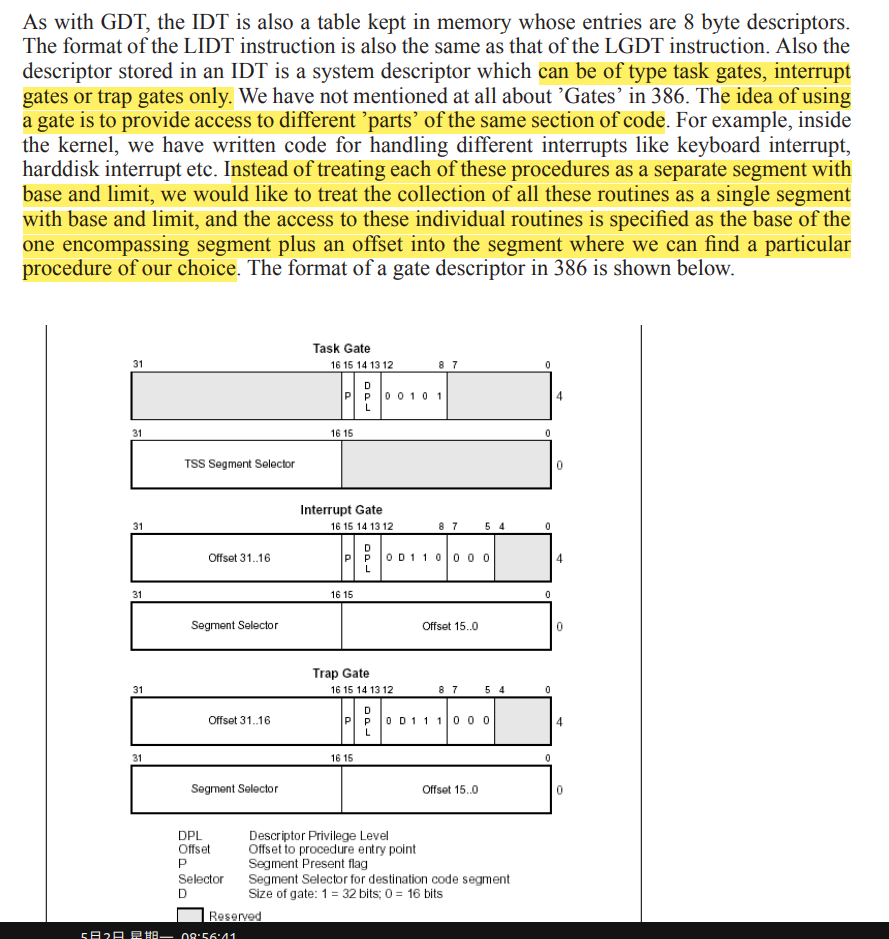 As with GDT, the IDT is also a table kept in memory whose entries are 8 byte descriptors.
The format of the LIDT instruction is also the same as that of the LGDT instruction. Also the
descriptor stored in an IDT is a system descriptor which can be of type task gates, interrupt
gates or trap gates only. We have not mentioned at all about ’Gates’ in 386. The idea of using
a gate is to provide access to different ’parts’ of the same section of code. For example, inside
the kernel, we have written code for handling different interrupts like keyboard interrupt,
harddisk interrupt etc. Instead of treating each of these procedures as a separate segment with
base and limit, we would like to treat the collection of all these routines as a single segment
with base and limit, and the access to these individual routines is specified as the base of the
one encompassing segment plus an offset into the segment where we can find a particular
procedure of our choice. The format of a gate descriptor in 386 is shown below.
Task Gate
31 16 15 14 13 12 8 7 0
P DPL 0 0 1 0 1 4
31 16 15 0
TSS Segment Selector 0
Interrupt Gate
31 16 15 14 13 12 8 7 5 4 0
Offset 31..16 P DPL 0 D 1 1 0 0 0 0 4
31 16 15 0
Segment Selector Offset 15..0 0
Trap Gate
31 16 15 14 13 12 8 7 5 4 0
Offset 31..16 P DPL 0 D 1 1 1 0 0 0 4
31 16 15 0
Segment Selector Offset 15..0 0
DPL Descriptor Privilege Level
Offset Offset to procedure entry point
P Segment Present flag
Selector Segment Selector for destination code segment
D Size of gate: 1 = 32 bits; 0 = 16 bits
Reserved
5月2日 星期一 08:56:41